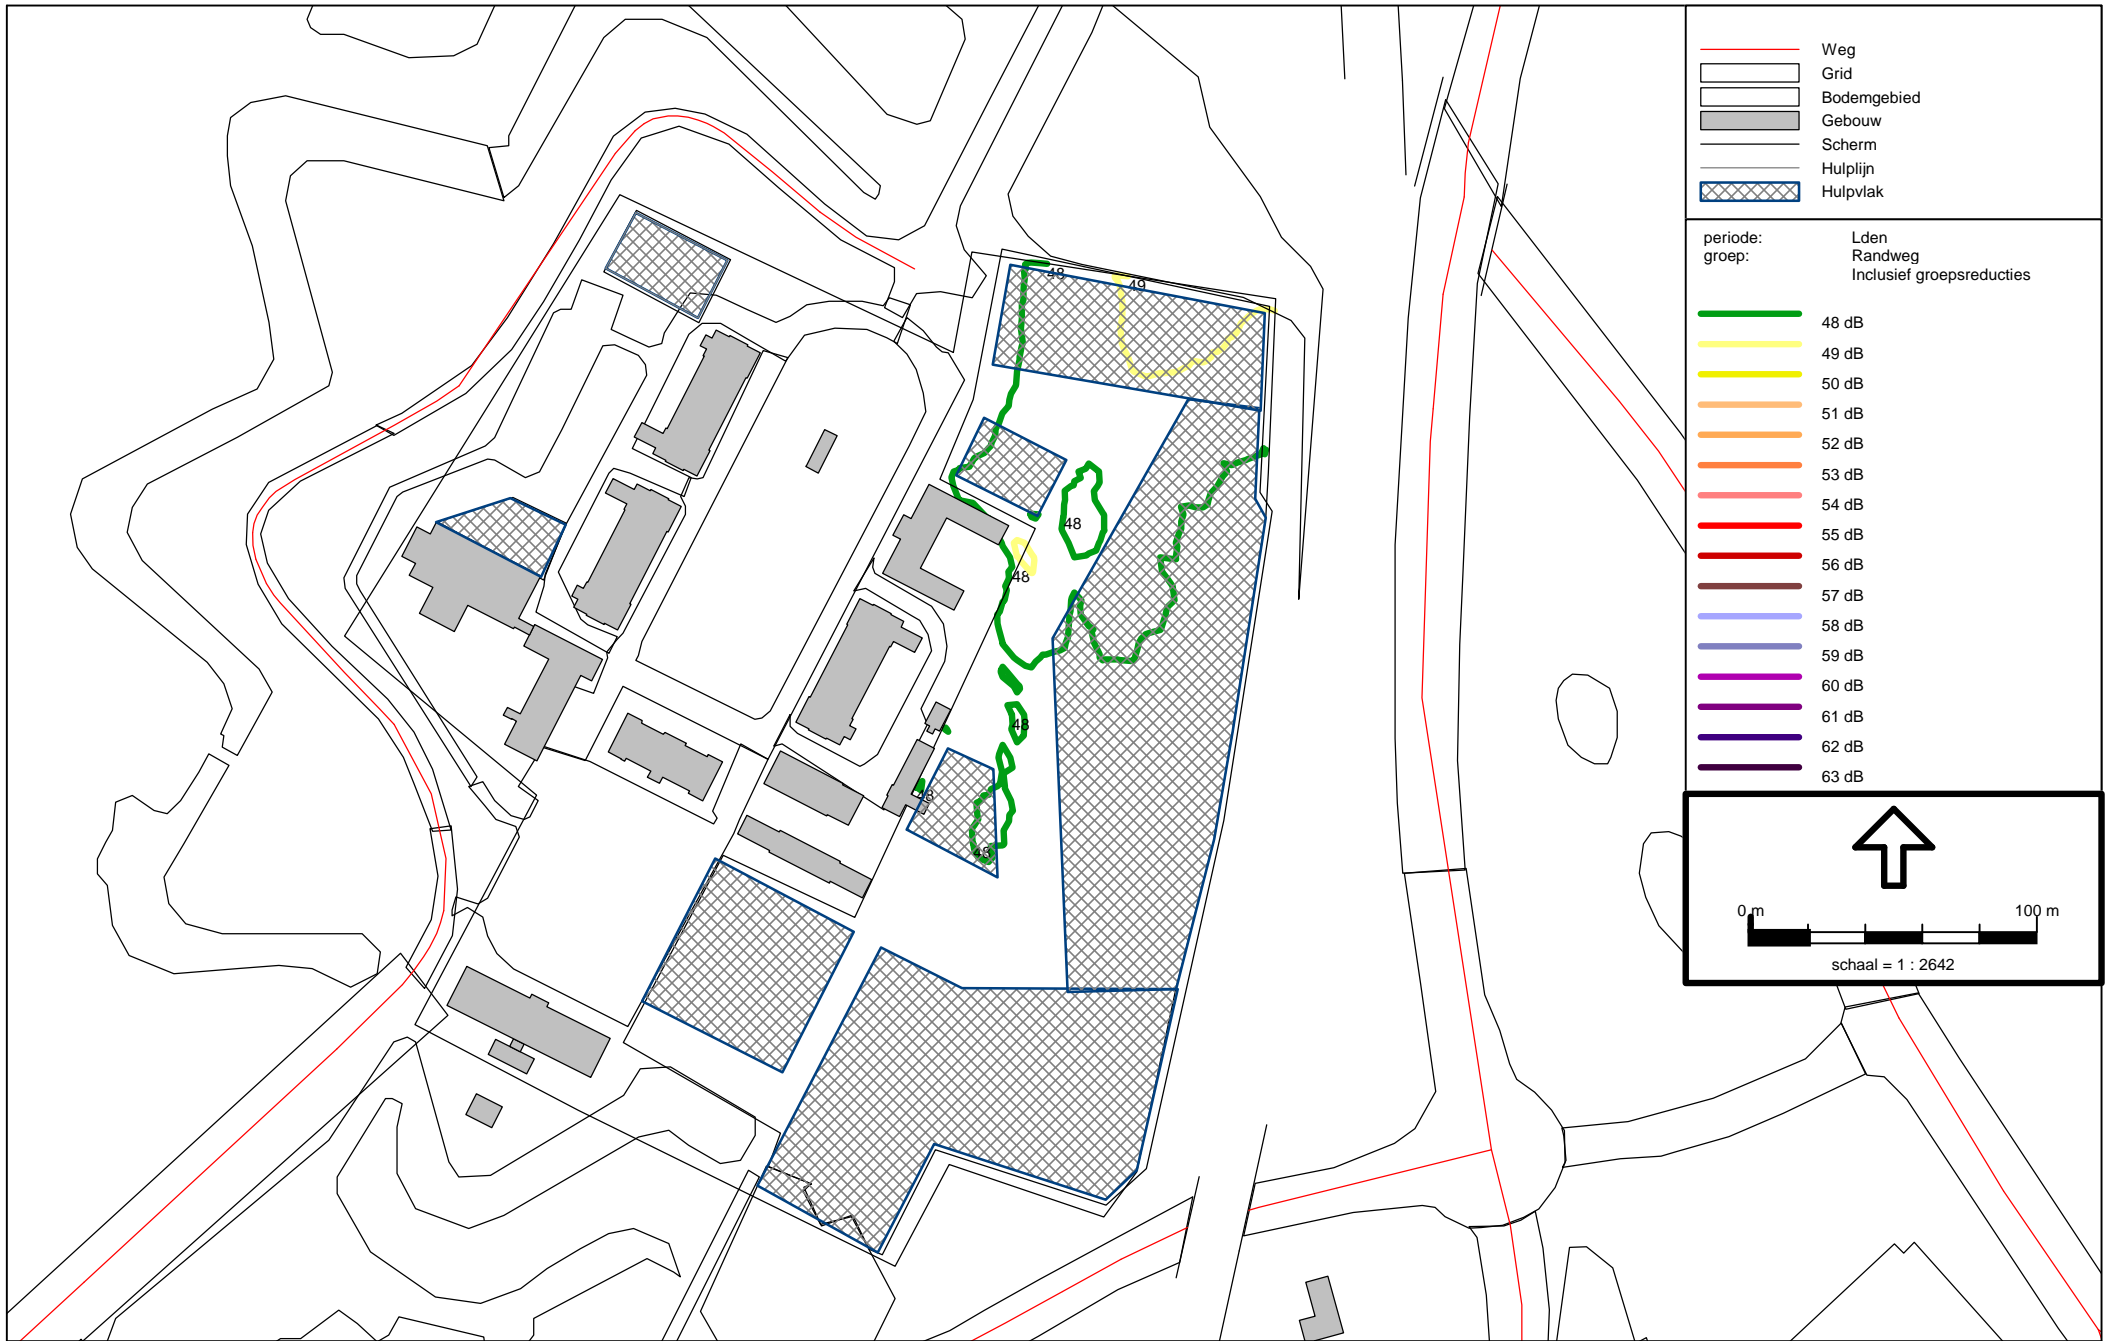 Weg
Grid
Bodemgebied
Gebouw
Scherm
Hulplijn
Hulpvlak
periode: Lden
groep: Randweg
Inclusief groepsreducties
48 dB
49 dB
50 dB
51 dB
52 dB
53 dB
54 dB
55 dB
56 dB
57 dB
58 dB
59 dB
60 dB
61 dB
62 dB
63 dB
0 m 100 m
schaal = 1 : 2642
48
49
48
48
48
48
48